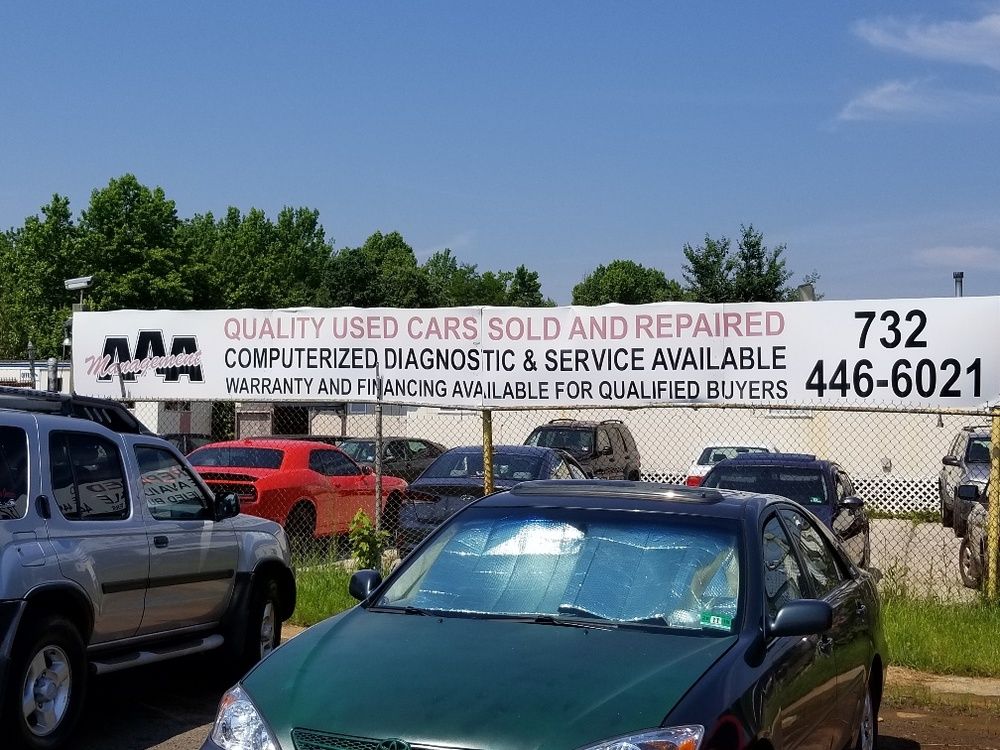 AAA
Management
QUALITY USED CARS SOLD AND REPAIRED
COMPUTERIZED DIAGNOSTIC & SERVICE AVAILABLE
WARRANTY AND FINANCING AVAILABLE FOR QUALIFIED BUYERS
732
446-6021